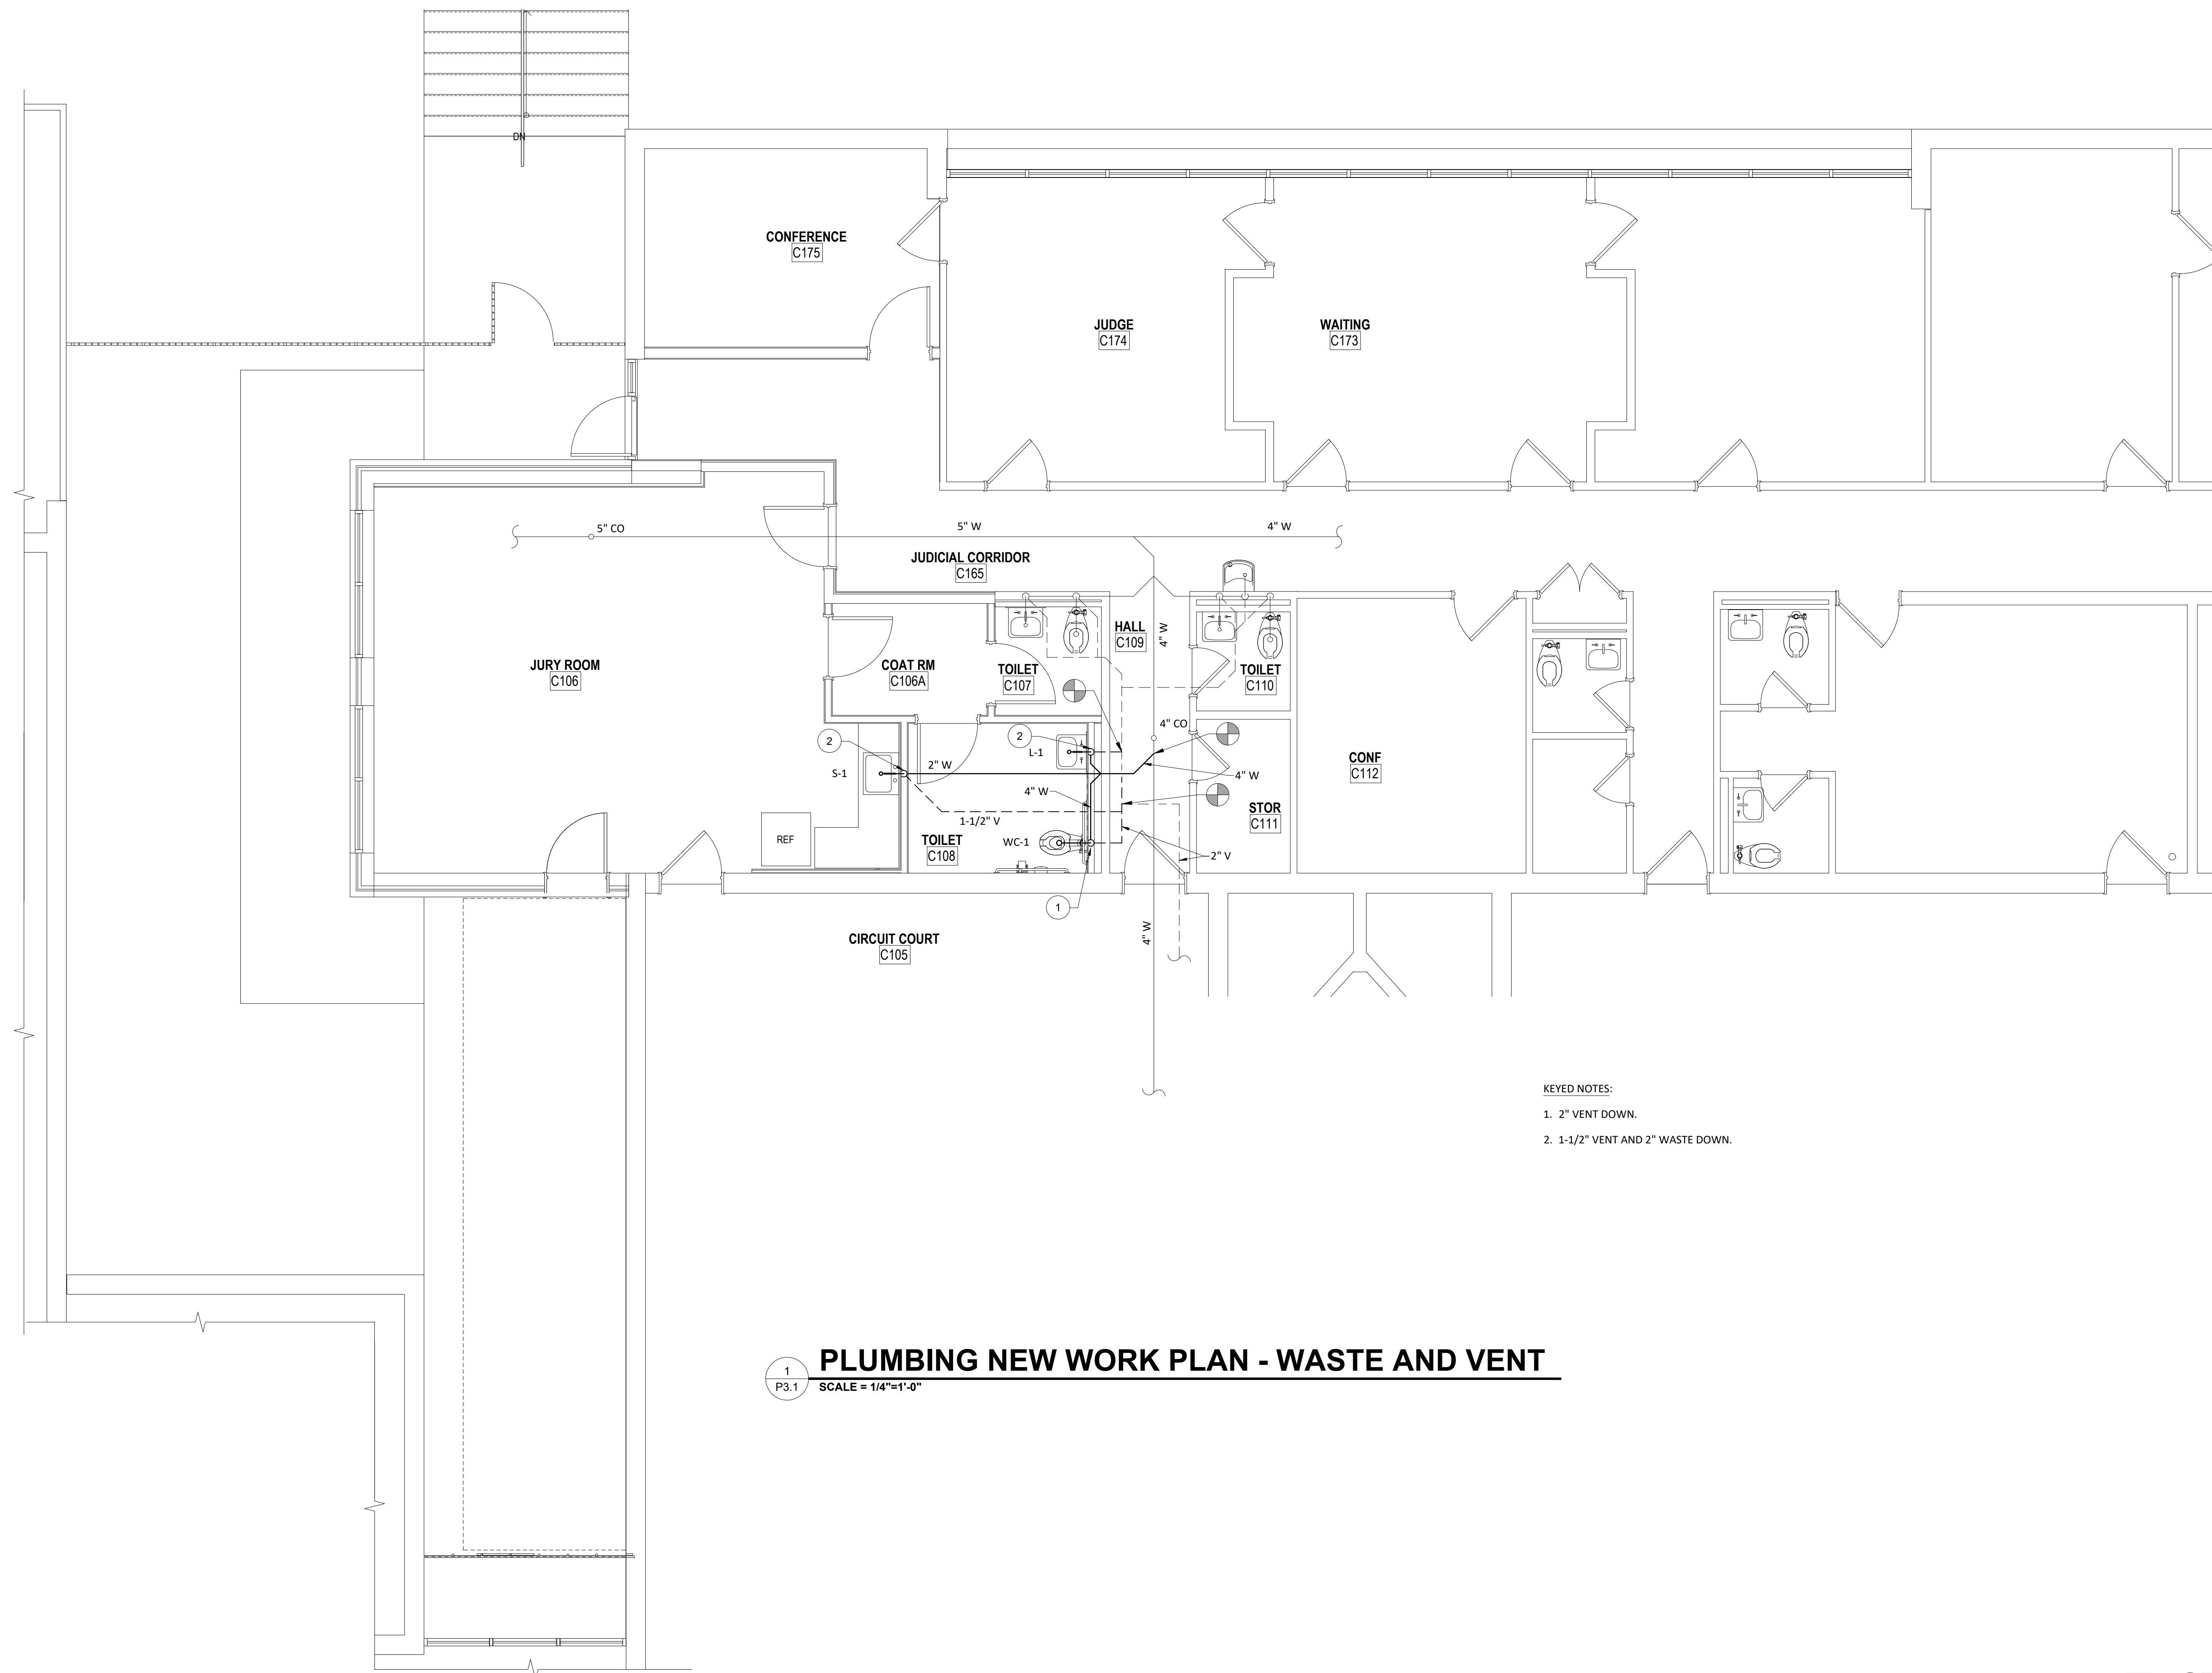 DN
CONFERENCE
C175
JUDGE
C174
WAITING
C173
5" CO
5" W
4" W
JUDICIAL CORRIDOR
C165
HALL
C109
4" W
JURY ROOM
C106
COAT RM
C106A
TOILET
C107
TOILET
C110
4" CO
2
2
L-1
S-1
2" W
4" W
CONF
C112
4" W
1-1/2" V
STOR
C111
REF
TOILET
C108
WC-1
2" V
1
4" W
CIRCUIT COURT
C105
KEYED NOTES:
1. 2" VENT DOWN.
2. 1-1/2" VENT AND 2" WASTE DOWN.
1
P3.1
PLUMBING NEW WORK PLAN - WASTE AND VENT
SCALE = 1/4"=1'-0"